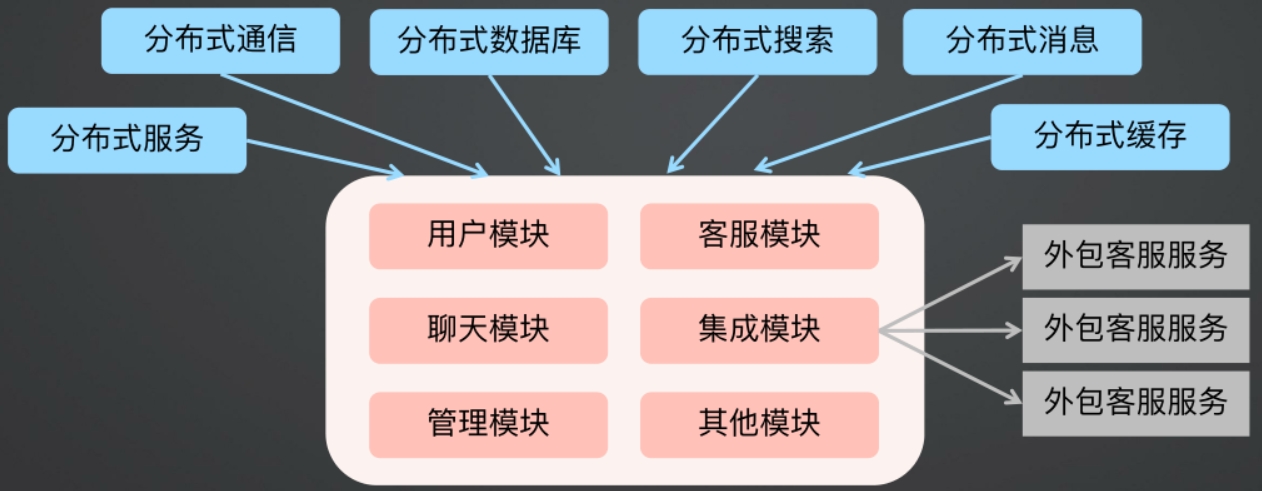 分布式通信
分布式数据库
分布式搜索
分布式消息
分布式服务
分布式缓存
用户模块
客服模块
聊天模块
集成模块
管理模块
其他模块
外包客服服务
外包客服服务
外包客服服务